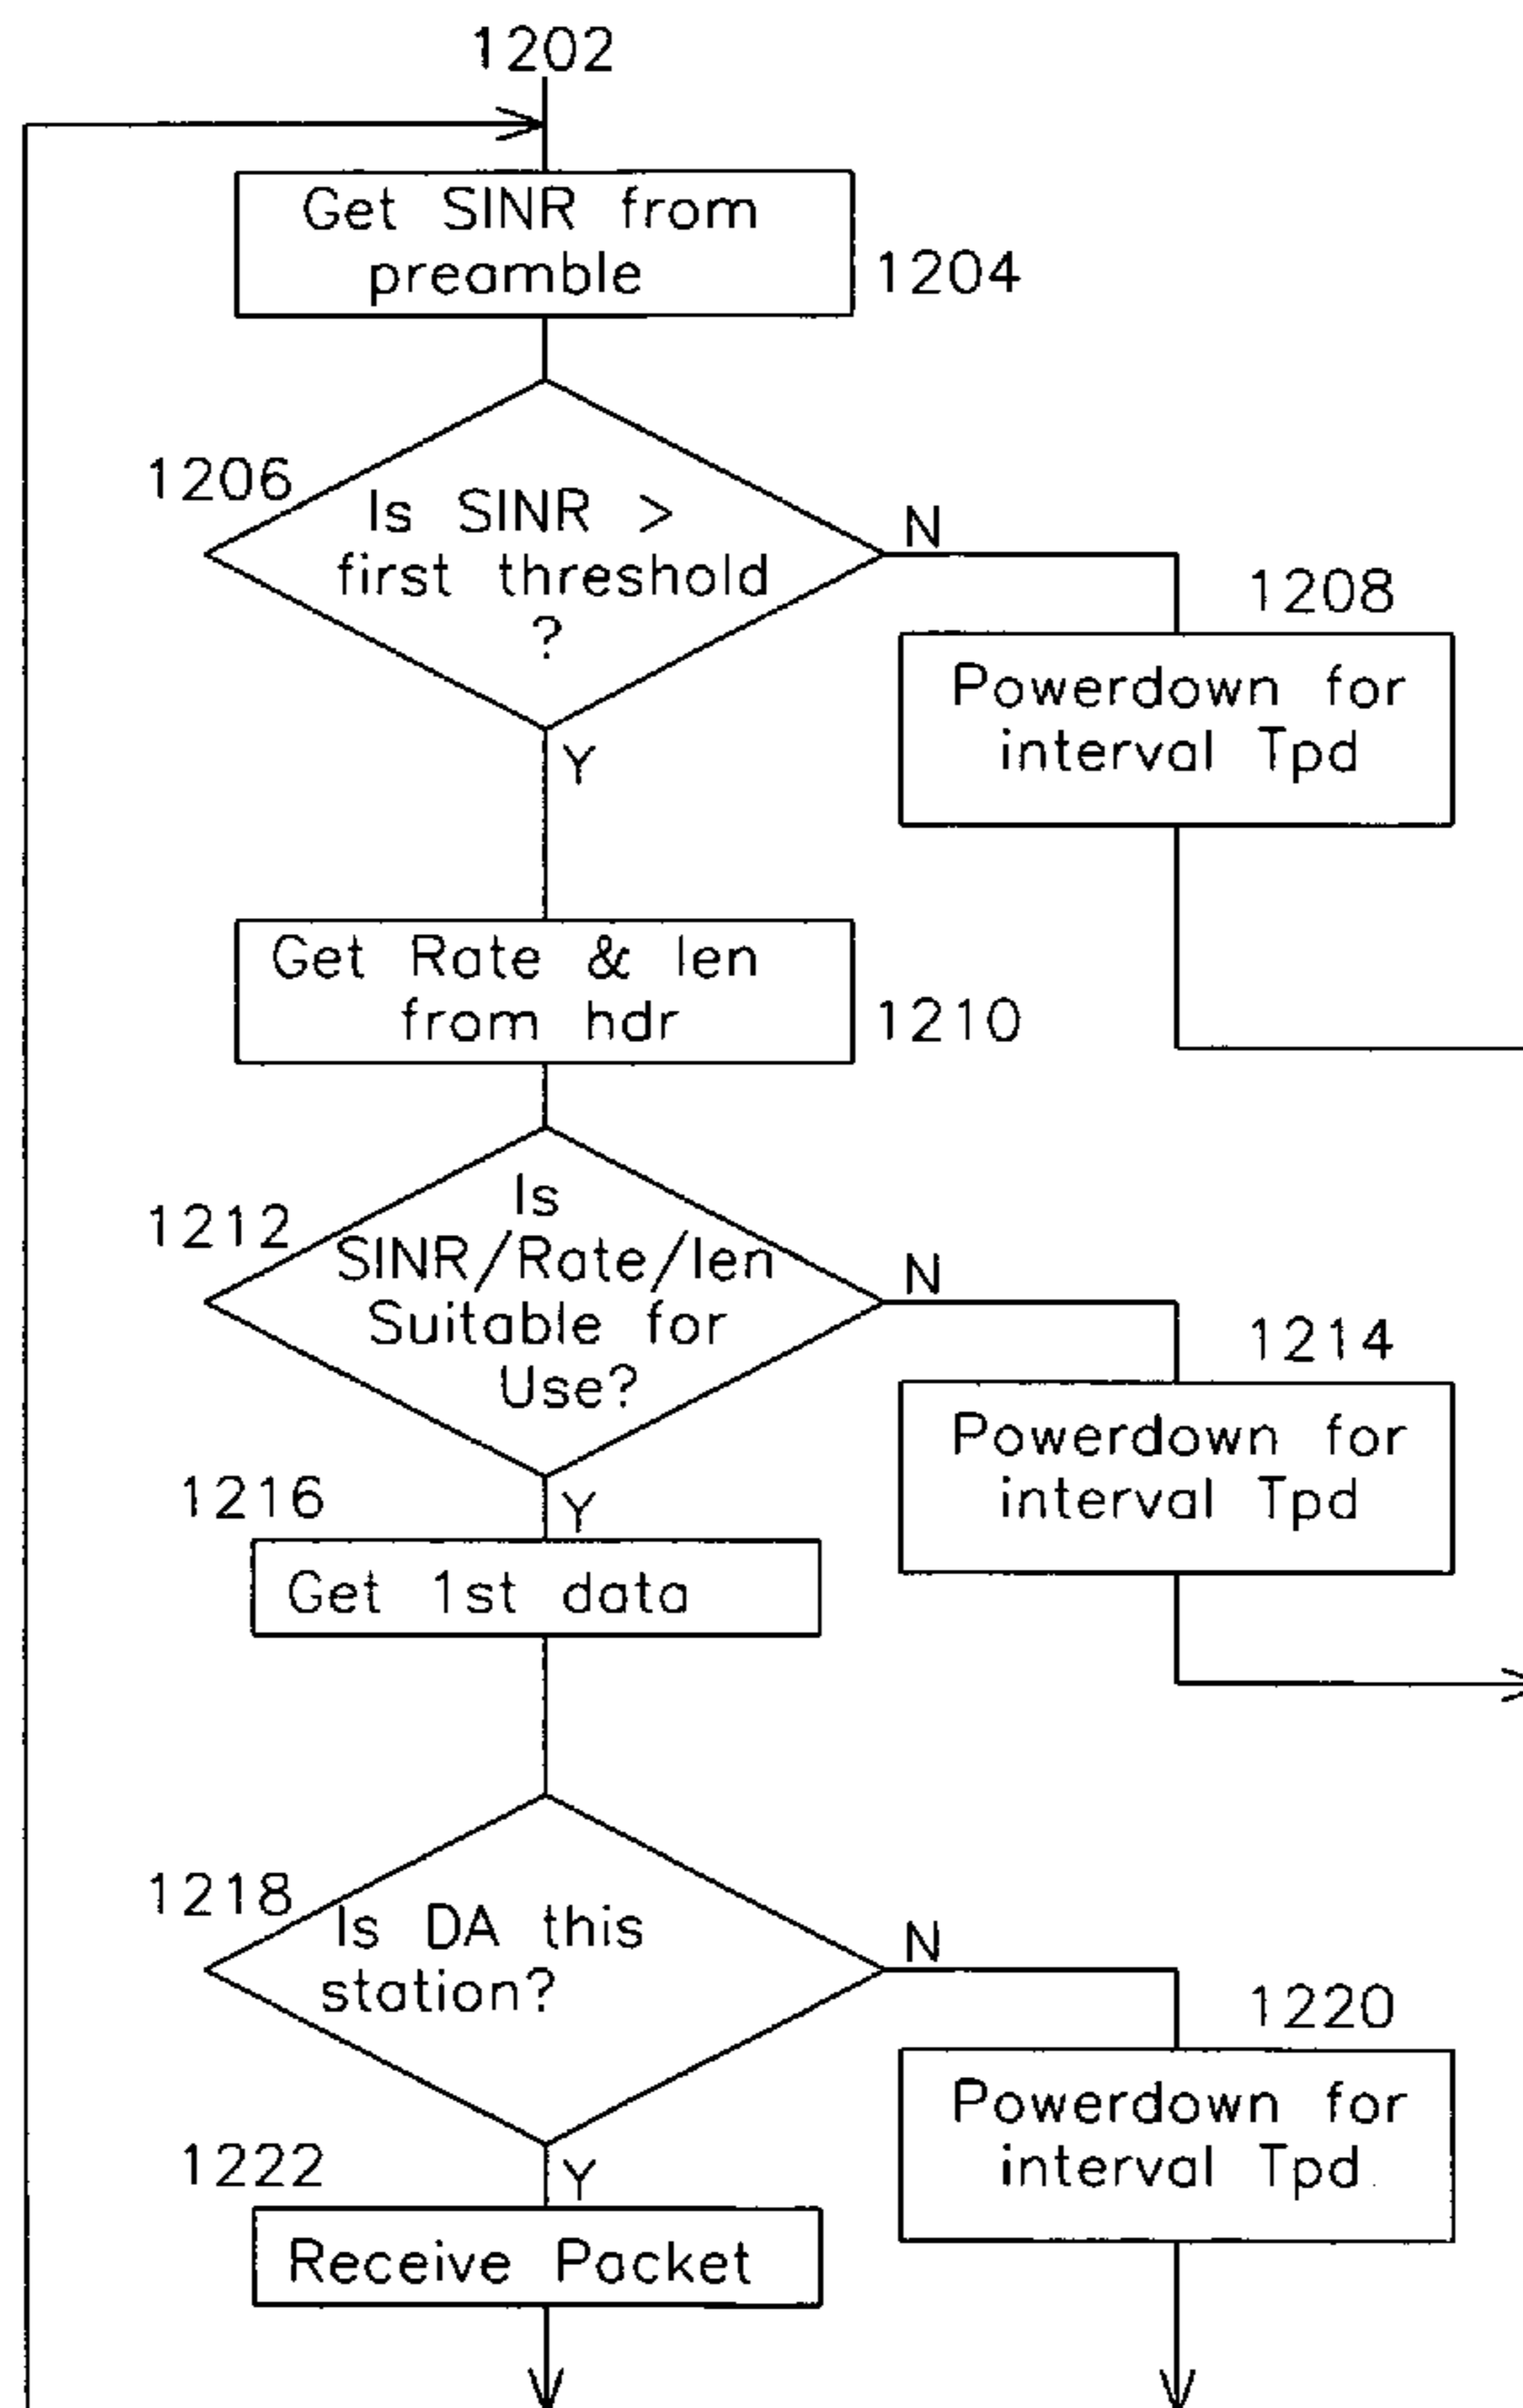 1202
Get SINR from
preamble
1204
1206
Is SINR >
first threshold
?
N
1208
Powerdown for
interval Tpd
Y
Get Rate & len
from hdr
1210
1212
Is
SINR/Rate/len
Suitable for
Use?
N
1214
Powerdown for
interval Tpd
1216
Y
Get 1st data
1218
Is DA this
station?
N
1220
Powerdown for
interval Tpd
1222
Y
Receive Packet